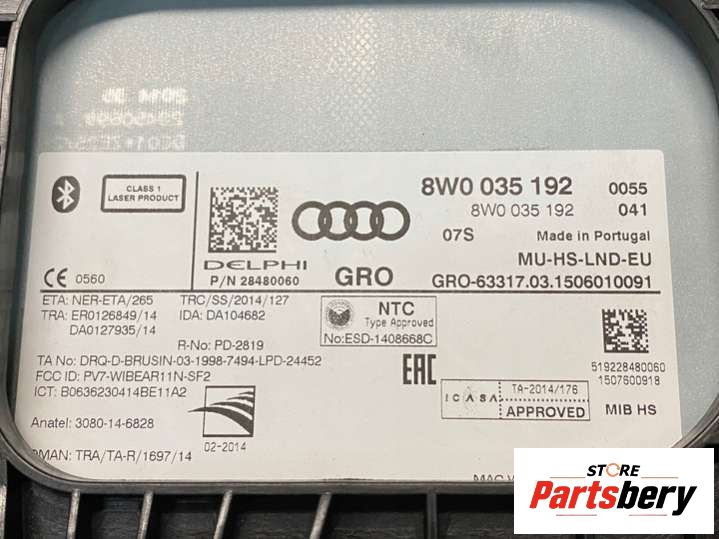 CLASS 1
LASER PRODUCT
DELPHI
P/N 28480060
GRO
8W0 035 192 0055
8W0 035 192 041
07S Made in Portugal
MU-HS-LND-EU
GRO-63317.03.1506010091
CE 0560
ETA: NER-ETA/265 TRC/SS/2014/127
TRA: ER0126849/14 IDA: DA104682
DA0127935/14
R-No: PD-2819
TA No: DRQ-D-BRUSIN-03-1998-7494-LPD-24452
FCC ID: PV7-WIBEAR11N-SF2
ICT: B0636230414BE11A2
Anatel: 3080-14-6828
02-2014
OMAN: TRA/TA-R/1697/14
NTC
Type Approved
No:ESD-1408668C
EAC
ICASA
TA-2014/176
APPROVED
519228480060
1507600918
MIB HS
STORE
Partsbery